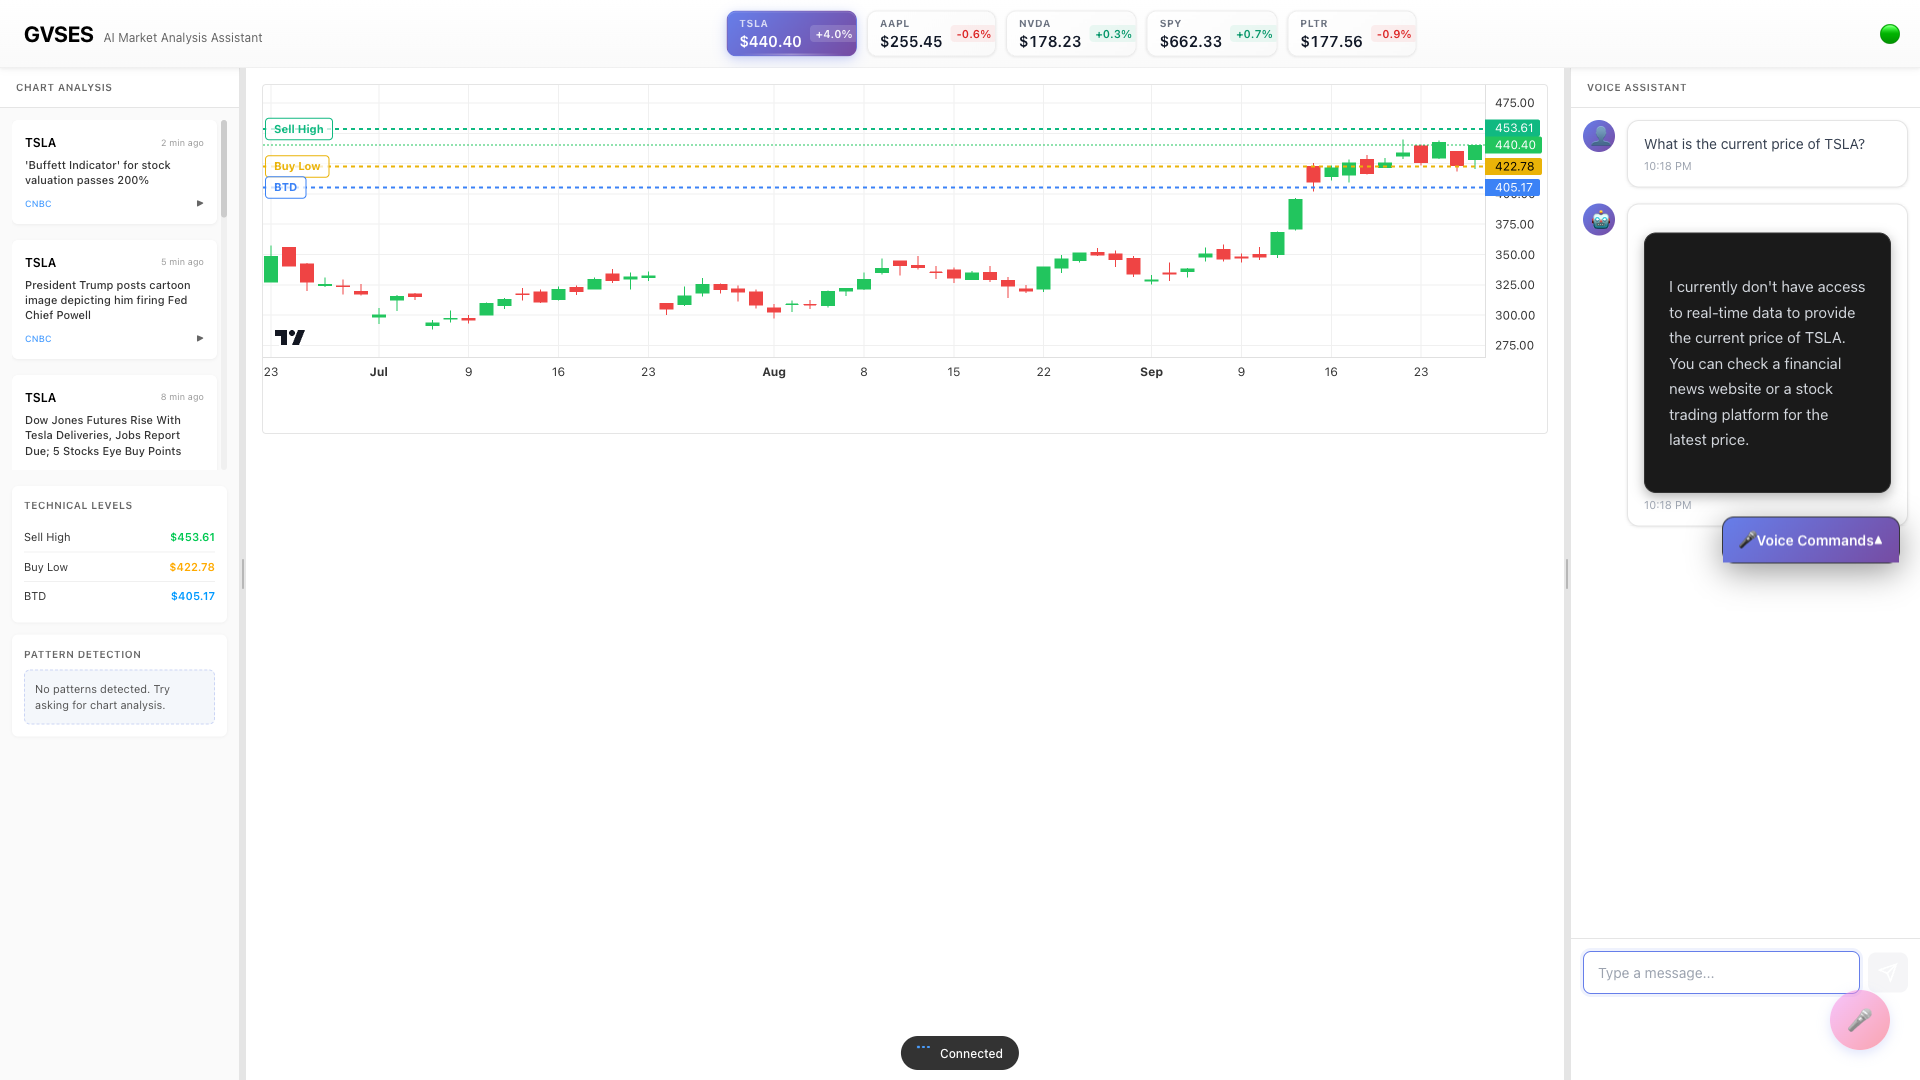 GVSES AI Market Analysis Assistant
TSLA
$440.40 +4.0%
AAPL
$255.45 -0.6%
NVDA
$178.23 +0.3%
SPY
$662.33 +0.7%
PLTR
$177.56 -0.9%
CHART ANALYSIS
TSLA 2 min ago
'Buffett Indicator' for stock
valuation passes 200%
CNBC
TSLA 5 min ago
President Trump posts cartoon
image depicting him firing Fed
Chief Powell
CNBC
TSLA 8 min ago
Dow Jones Futures Rise With
Tesla Deliveries, Jobs Report
Due; 5 Stocks Eye Buy Points
TECHNICAL LEVELS
Sell High $453.61
Buy Low $422.78
BTD $405.17
PATTERN DETECTION
No patterns detected. Try
asking for chart analysis.
Sell High
Buy Low
BTD
475.00
453.61
440.40
422.78
405.17
375.00
350.00
325.00
300.00
275.00
23 Jul 9 16 23 Aug 8 15 22 Sep 9 16 23
Connected
VOICE ASSISTANT
What is the current price of TSLA?
10:18 PM
I currently don't have access
to real-time data to provide
the current price of TSLA.
You can check a financial
news website or a stock
trading platform for the
latest price.
10:18 PM
Voice Commands
Type a message...